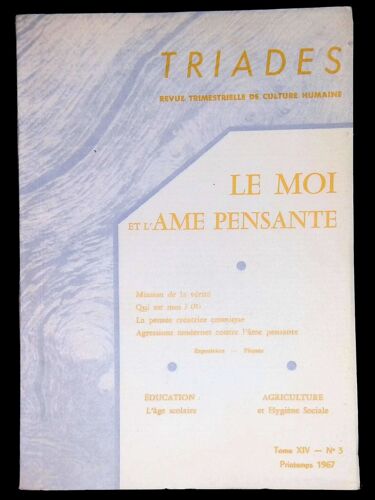 TRIADES
REVUE TRIMESTRIELLE DE CULTURE HUMAINE
LE MOI
ET L'AME PENSANTE
Mission de la vérité
Qui est moi ? (II)
La pensée créatrice cosmique
Agressions modernes contre l'âme pensante
Expositions — Thèmes
ÉDUCATION
L'âge scolaire
AGRICULTURE
et Hygiène Sociale
Tome XIV — N° 3
Printemps 1967